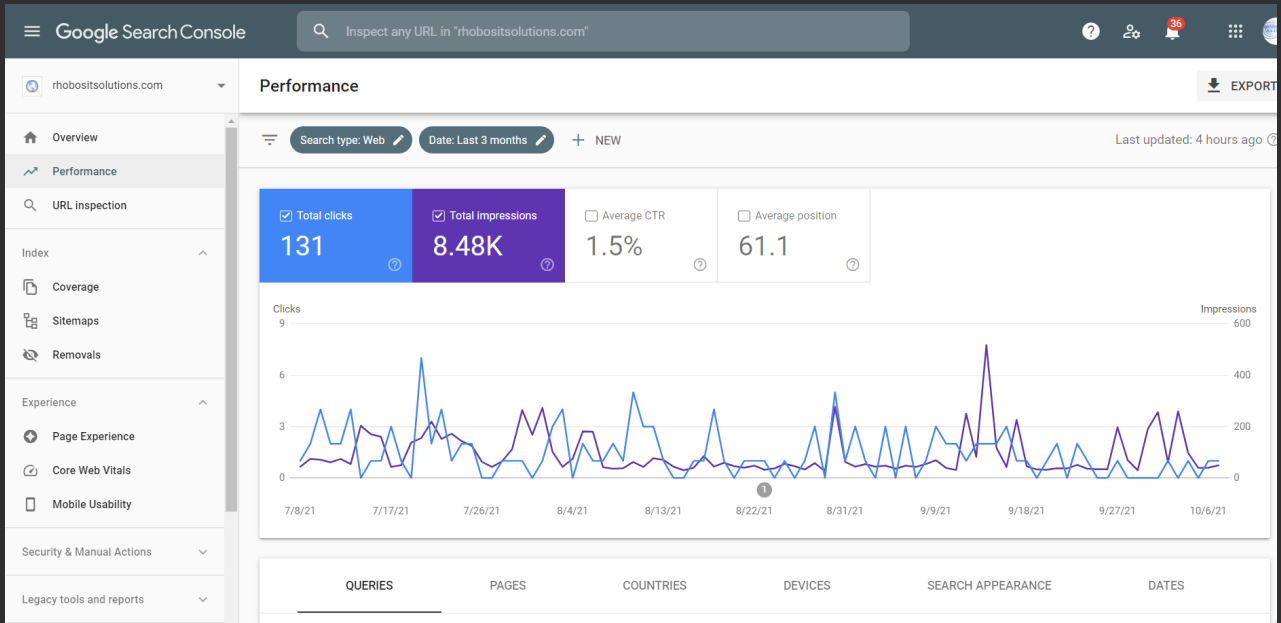 Google Search Console
Inspect any URL in "rhobositsolutions.com"
36
rhobositsolutions.com
Performance
EXPORT
Overview
Performance
URL inspection
Index
Coverage
Sitemaps
Removals
Experience
Page Experience
Core Web Vitals
Mobile Usability
Security & Manual Actions
Legacy tools and reports
Search type: Web
Date: Last 3 months
NEW
Last updated: 4 hours ago
Total clicks
131
Total impressions
8.48K
Average CTR
1.5%
Average position
61.1
Clicks
Impressions
9
600
6
400
3
200
0
0
1
7/8/21
7/17/21
7/26/21
8/4/21
8/13/21
8/22/21
8/31/21
9/9/21
9/18/21
9/27/21
10/6/21
QUERIES
PAGES
COUNTRIES
DEVICES
SEARCH APPEARANCE
DATES